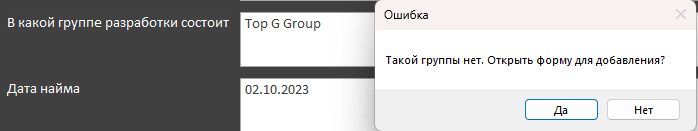 В какой группе разработки состоит
Top G Group
Ошибка
Такой группы нет. Открыть форму для добавления?
Дата найма
02.10.2023
Да
Нет